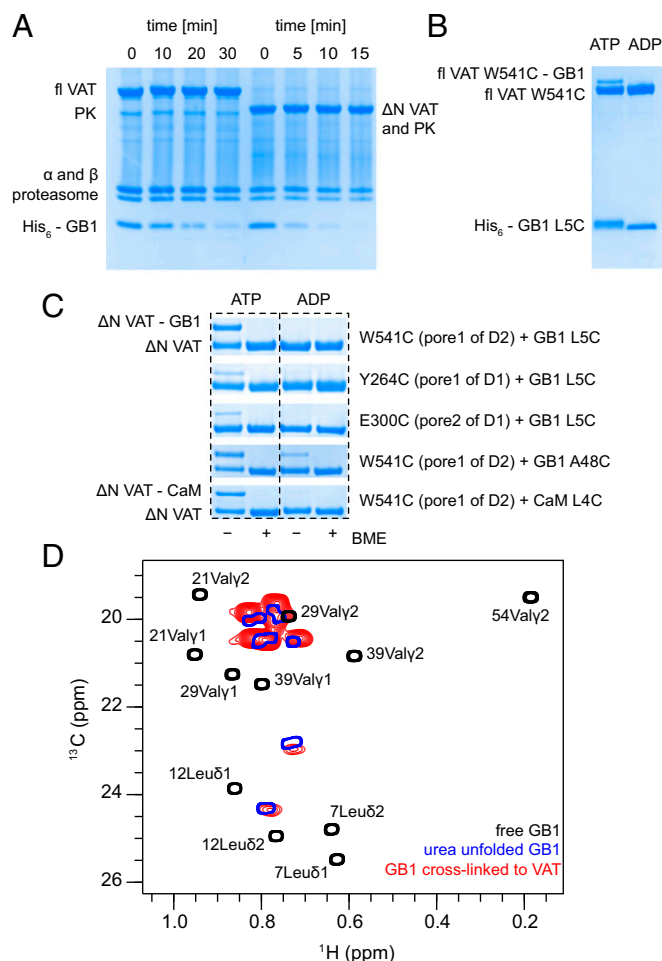 A
time [min]
time [min]
0 10 20 30 0 5 10 15
fl VAT
PK
ΔN VAT
and PK
α and β
proteasome
His6 - GB1
B
ATP ADP
fl VAT W541C - GB1
fl VAT W541C
His6 - GB1 L5C
C
ATP ADP
ΔN VAT - GB1
ΔN VAT
W541C (pore1 of D2) + GB1 L5C
Y264C (pore1 of D1) + GB1 L5C
E300C (pore2 of D1) + GB1 L5C
W541C (pore1 of D2) + GB1 A48C
ΔN VAT - CaM
ΔN VAT
W541C (pore1 of D2) + CaM L4C
− + − + BME
D
21Valγ2
29Valγ2
54Valγ2
21Valγ1
39Valγ2
29Valγ1
39Valγ1
12Leuδ1
7Leuδ2
12Leuδ2
7Leuδ1
free GB1
urea unfolded GB1
GB1 cross-linked to VAT
20
22
24
26
13C (ppm)
1.0 0.8 0.6 0.4 0.2
1H (ppm)